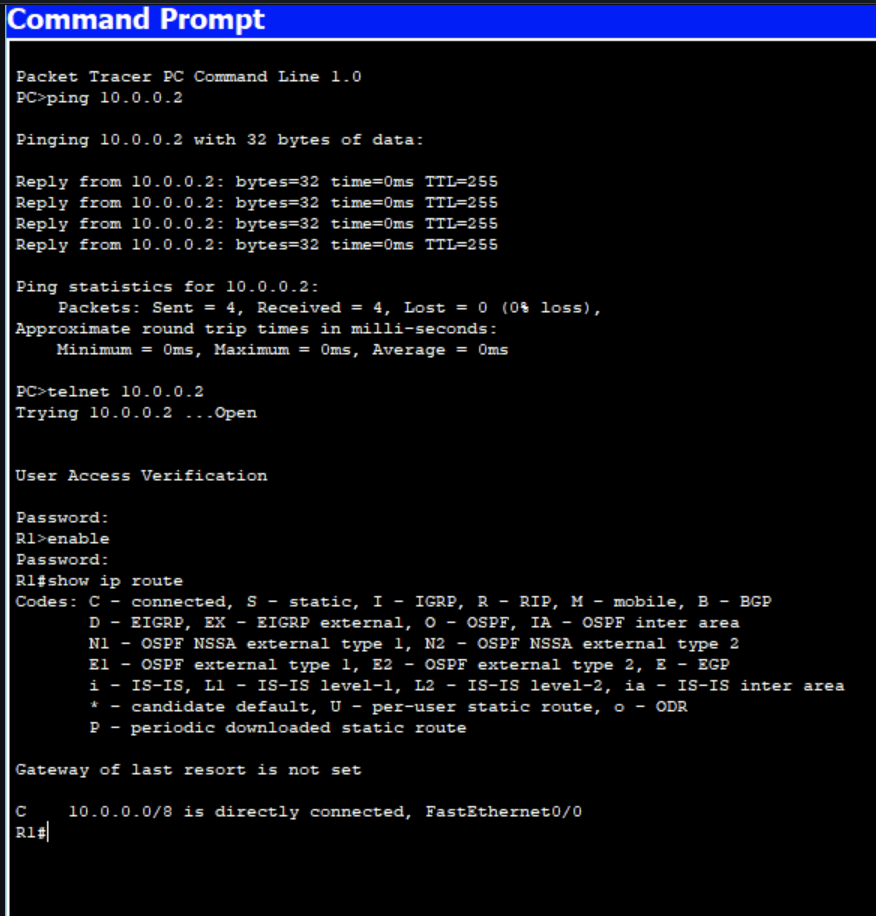 Command Prompt
Packet Tracer PC Command Line 1.0
PC>ping 10.0.0.2
Pinging 10.0.0.2 with 32 bytes of data:
Reply from 10.0.0.2: bytes=32 time=0ms TTL=255
Reply from 10.0.0.2: bytes=32 time=0ms TTL=255
Reply from 10.0.0.2: bytes=32 time=0ms TTL=255
Reply from 10.0.0.2: bytes=32 time=0ms TTL=255
Ping statistics for 10.0.0.2:
    Packets: Sent = 4, Received = 4, Lost = 0 (0% loss),
Approximate round trip times in milli-seconds:
    Minimum = 0ms, Maximum = 0ms, Average = 0ms
PC>telnet 10.0.0.2
Trying 10.0.0.2 ...Open
User Access Verification
Password:
R1>enable
Password:
R1#show ip route
Codes: C - connected, S - static, I - IGRP, R - RIP, M - mobile, B - BGP
       D - EIGRP, EX - EIGRP external, O - OSPF, IA - OSPF inter area
       N1 - OSPF NSSA external type 1, N2 - OSPF NSSA external type 2
       E1 - OSPF external type 1, E2 - OSPF external type 2, E - EGP
       i - IS-IS, L1 - IS-IS level-1, L2 - IS-IS level-2, ia - IS-IS inter area
       * - candidate default, U - per-user static route, o - ODR
       P - periodic downloaded static route
Gateway of last resort is not set
C    10.0.0.0/8 is directly connected, FastEthernet0/0
R1#